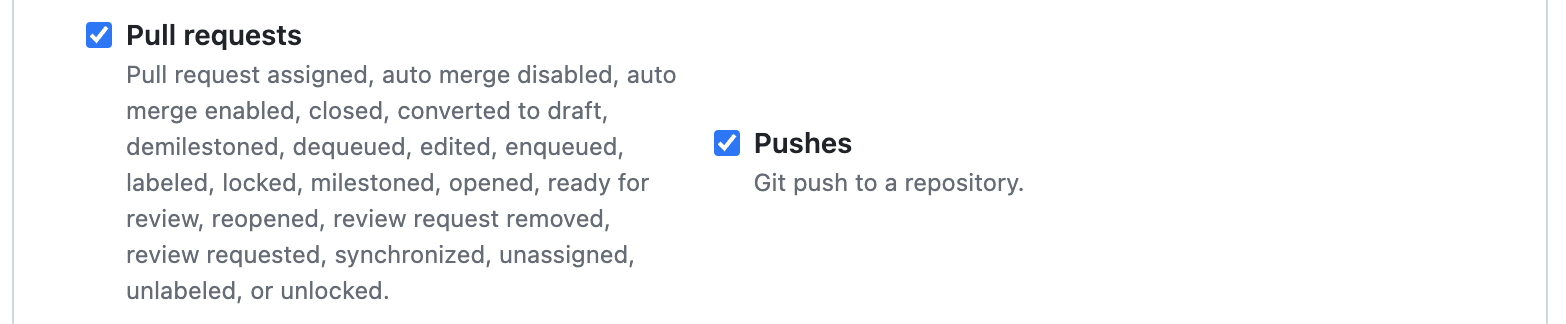 Pull requests
Pull request assigned, auto merge disabled, auto
merge enabled, closed, converted to draft,
demilestoned, dequeued, edited, enqueued,
labeled, locked, milestoned, opened, ready for
review, reopened, review request removed,
review requested, synchronized, unassigned,
unlabeled, or unlocked.
Pushes
Git push to a repository.